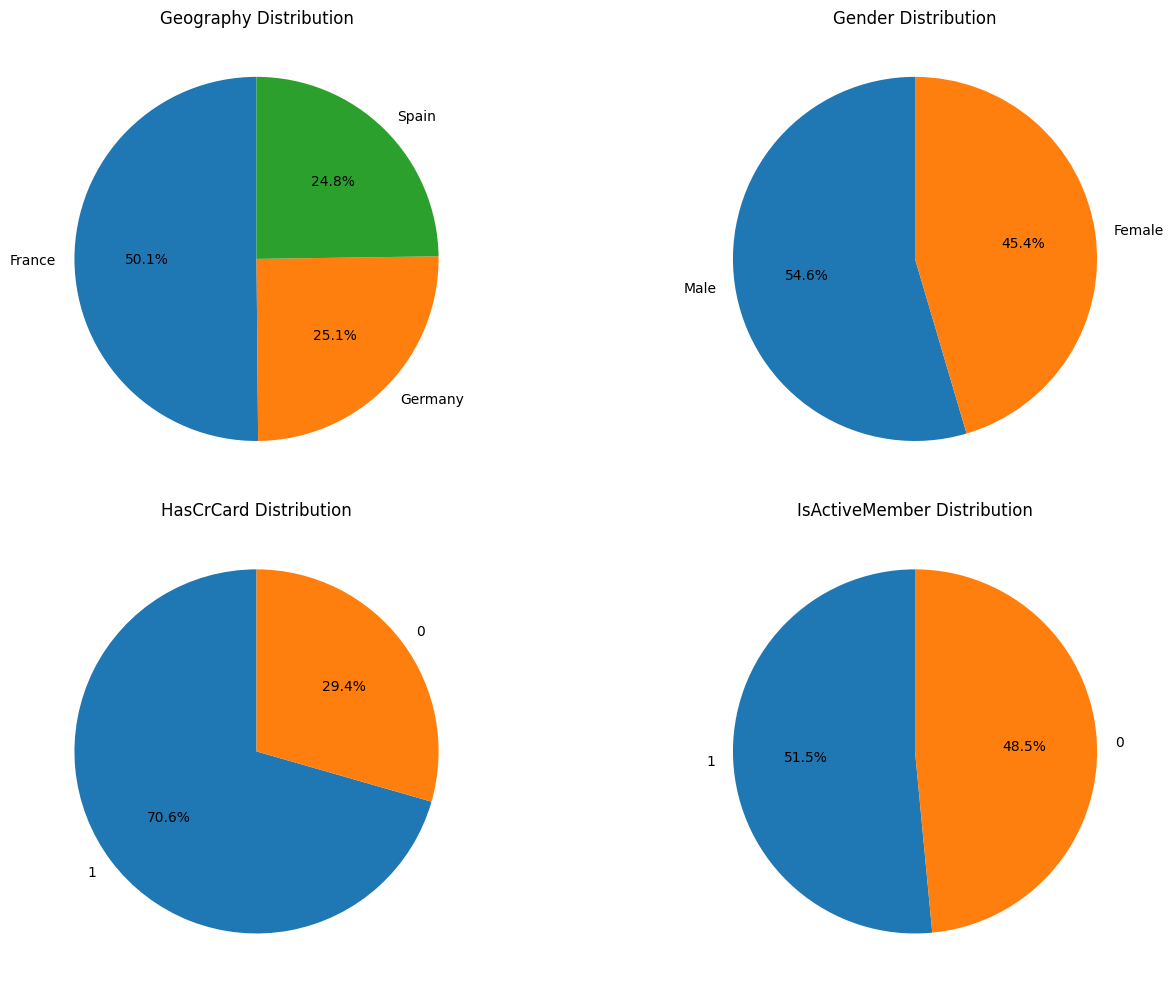 Geography Distribution
Spain
24.8%
France
50.1%
25.1%
Germany
Gender Distribution
Female
45.4%
54.6%
Male
HasCrCard Distribution
0
29.4%
70.6%
1
IsActiveMember Distribution
0
48.5%
51.5%
1